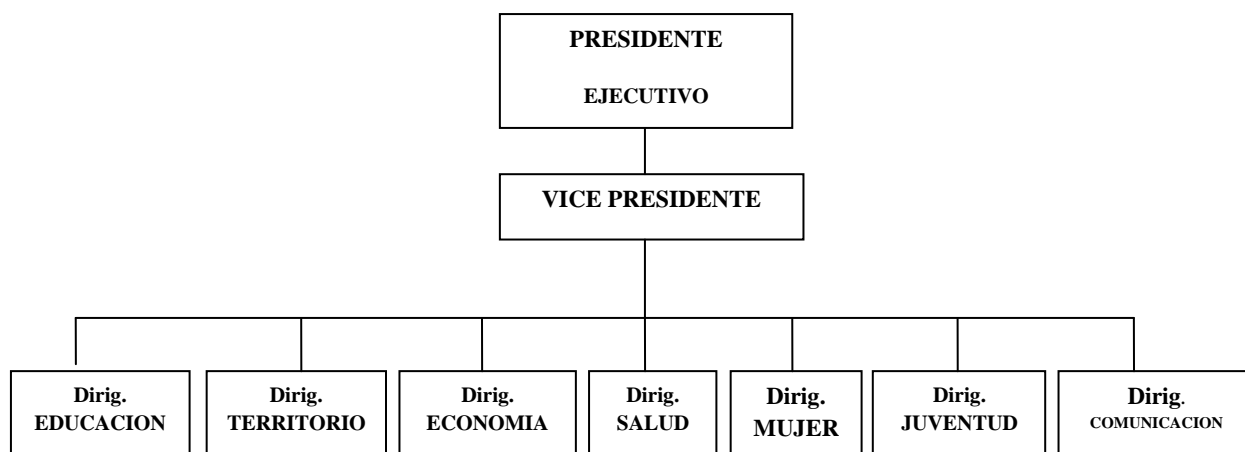 PRESIDENTE
EJECUTIVO
VICE PRESIDENTE
Dirig.
EDUCACION
Dirig.
TERRITORIO
Dirig.
ECONOMIA
Dirig.
SALUD
Dirig.
MUJER
Dirig.
JUVENTUD
Dirig.
COMUNICACION